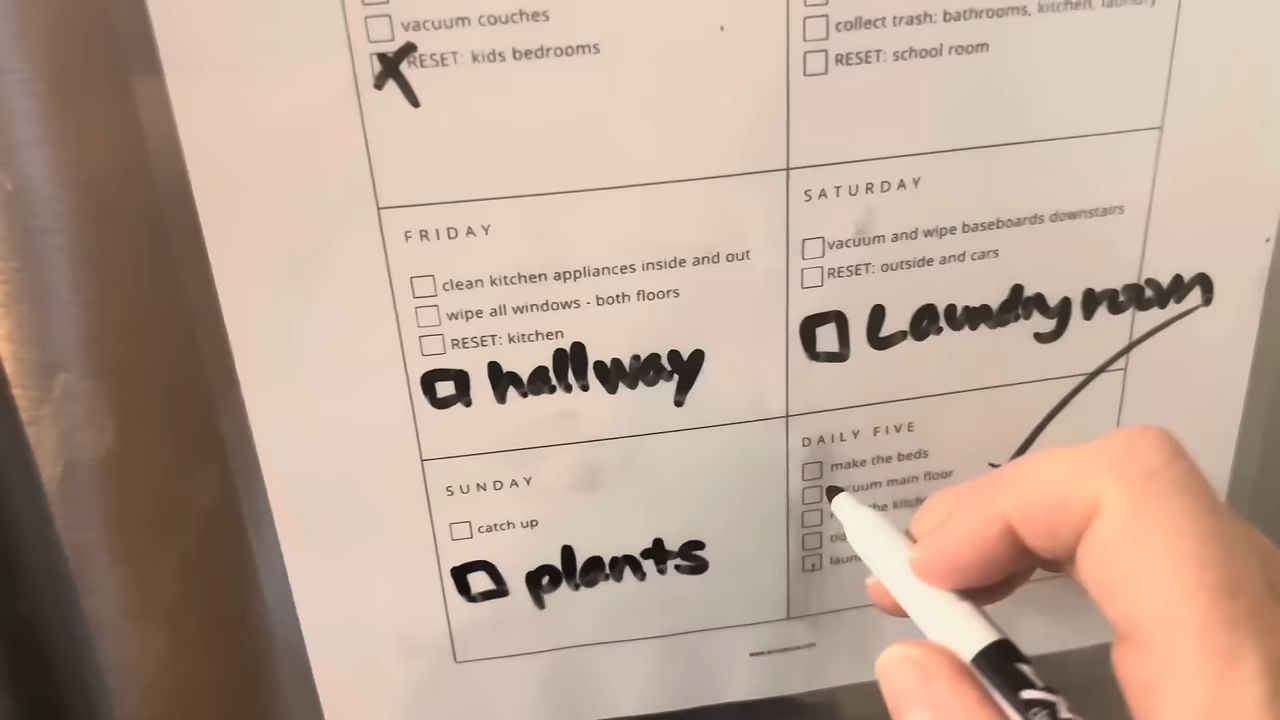 vacuum couches
RESET: kids bedrooms
collect trash: bathrooms, kitchen, laundry
RESET: school room
FRIDAY
clean kitchen appliances inside and out
wipe all windows - both floors
RESET: kitchen
hallway
SATURDAY
vacuum and wipe baseboards downstairs
RESET: outside and cars
Laundry room
SUNDAY
catch up
plants
DAILY FIVE
make the beds
main floor
the